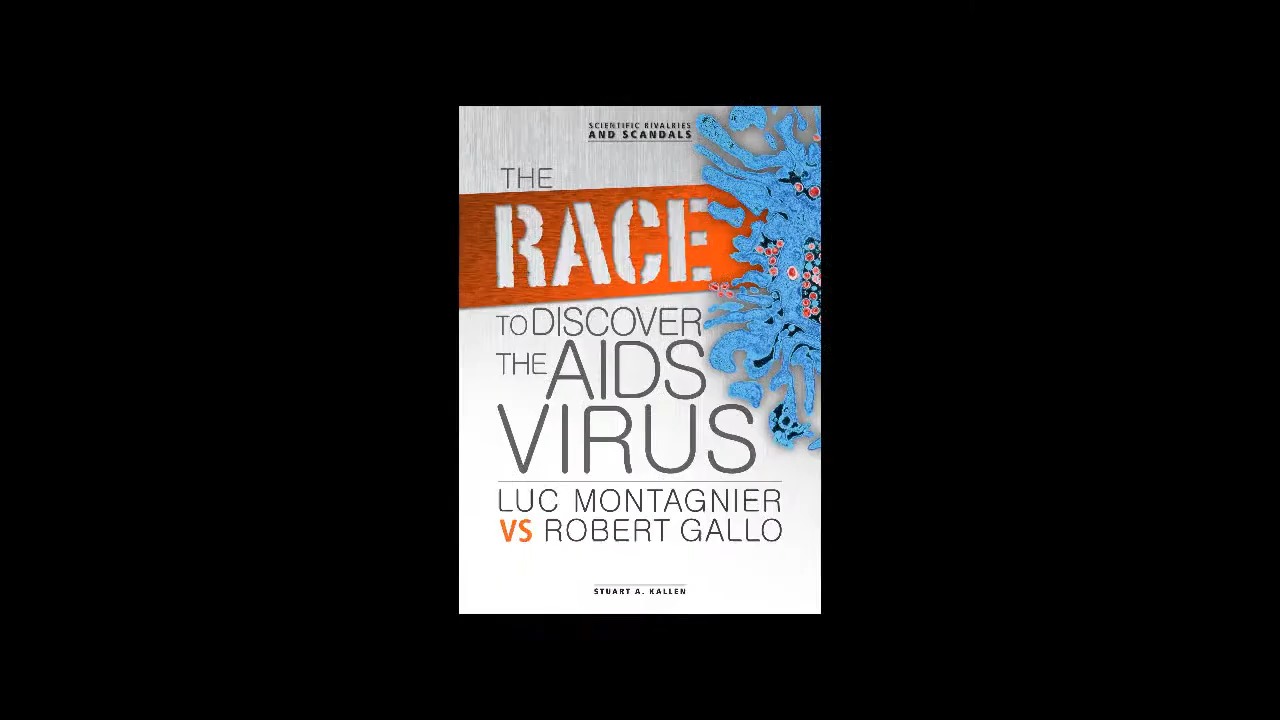 SCIENTIFIC RIVALRIES
AND SCANDALS
THE
RACE
TO DISCOVER
THE AIDS
VIRUS
LUC MONTAGNIER
VS ROBERT GALLO
STUART A. KALLEN